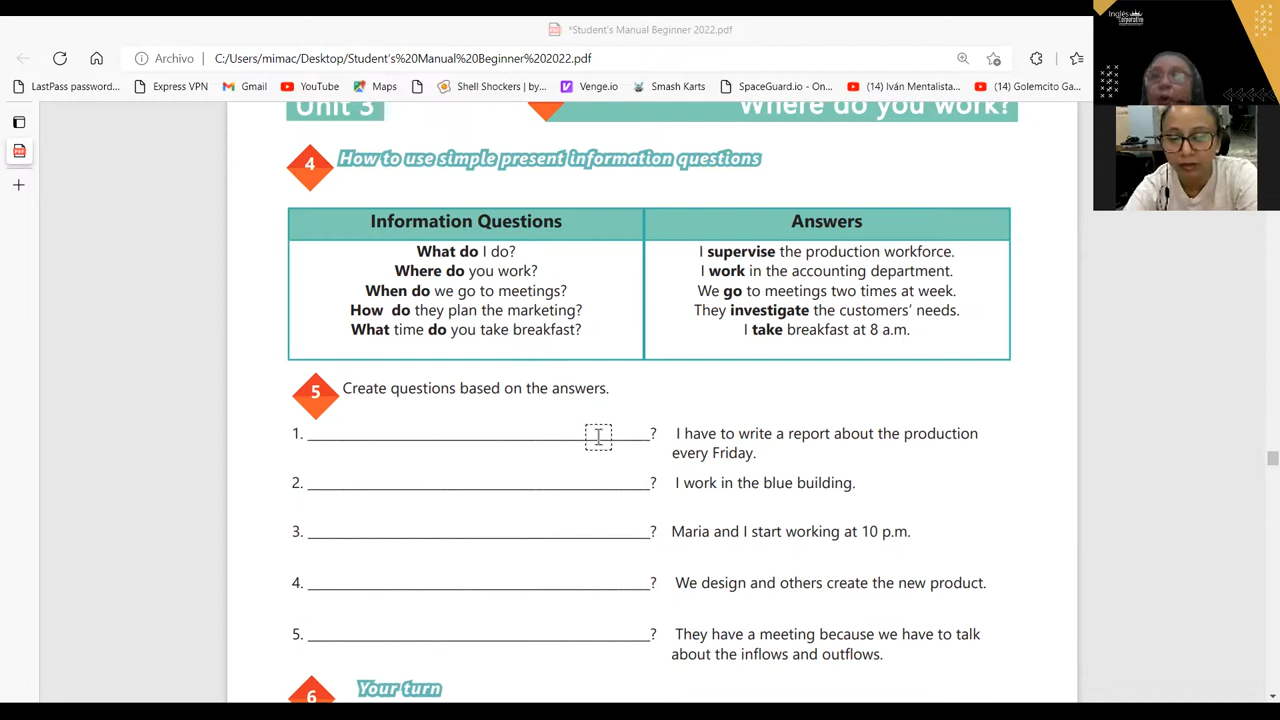 *Student's Manual Beginner 2022.pdf
Archivo C:/Users/mimac/Desktop/Student's%20Manual%20Beginner%202022.pdf
LastPass password... Express VPN Gmail YouTube Maps Shell Shockers | by... Venge.io Smash Karts SpaceGuard.io - On... (14) Iván Mentalista... (14) Golemcito Ga...
Inglés
Corporativo
Unit 3 Where do you work?
4 How to use simple present information questions
Information Questions Answers
What do I do? I supervise the production workforce.
Where do you work? I work in the accounting department.
When do we go to meetings? We go to meetings two times at week.
How do they plan the marketing? They investigate the customers' needs.
What time do you take breakfast? I take breakfast at 8 a.m.
5 Create questions based on the answers.
1. ? I have to write a report about the production
every Friday.
2. ? I work in the blue building.
3. ? Maria and I start working at 10 p.m.
4. ? We design and others create the new product.
5. ? They have a meeting because we have to talk
about the inflows and outflows.
6 Your turn